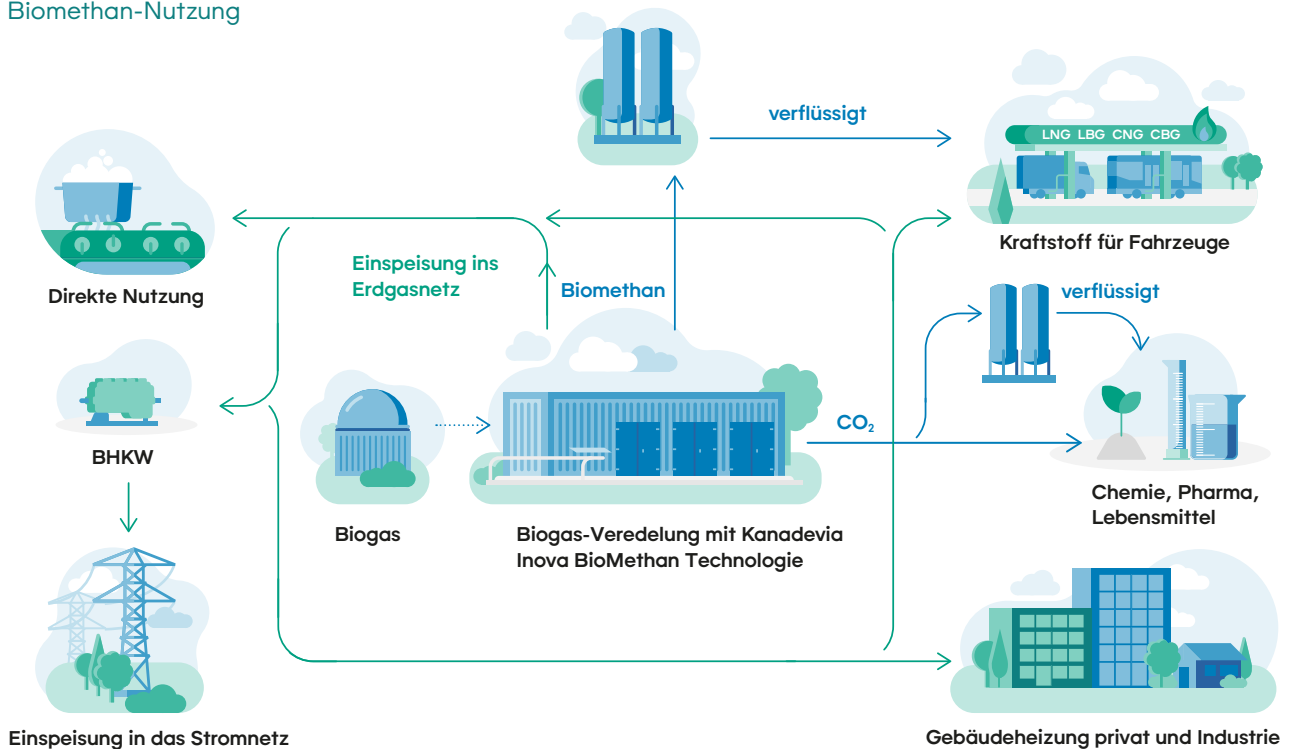 Biomethan-Nutzung
verflüssigt
LNG LBG CNG CBG
Kraftstoff für Fahrzeuge
Direkte Nutzung
Einspeisung ins
Erdgasnetz
Biomethan
verflüssigt
BHKW
CO₂
Biogas
Biogas-Veredelung mit Kanadevia
Inova BioMethan Technologie
Chemie, Pharma,
Lebensmittel
Einspeisung in das Stromnetz
Gebäudeheizung privat und Industrie